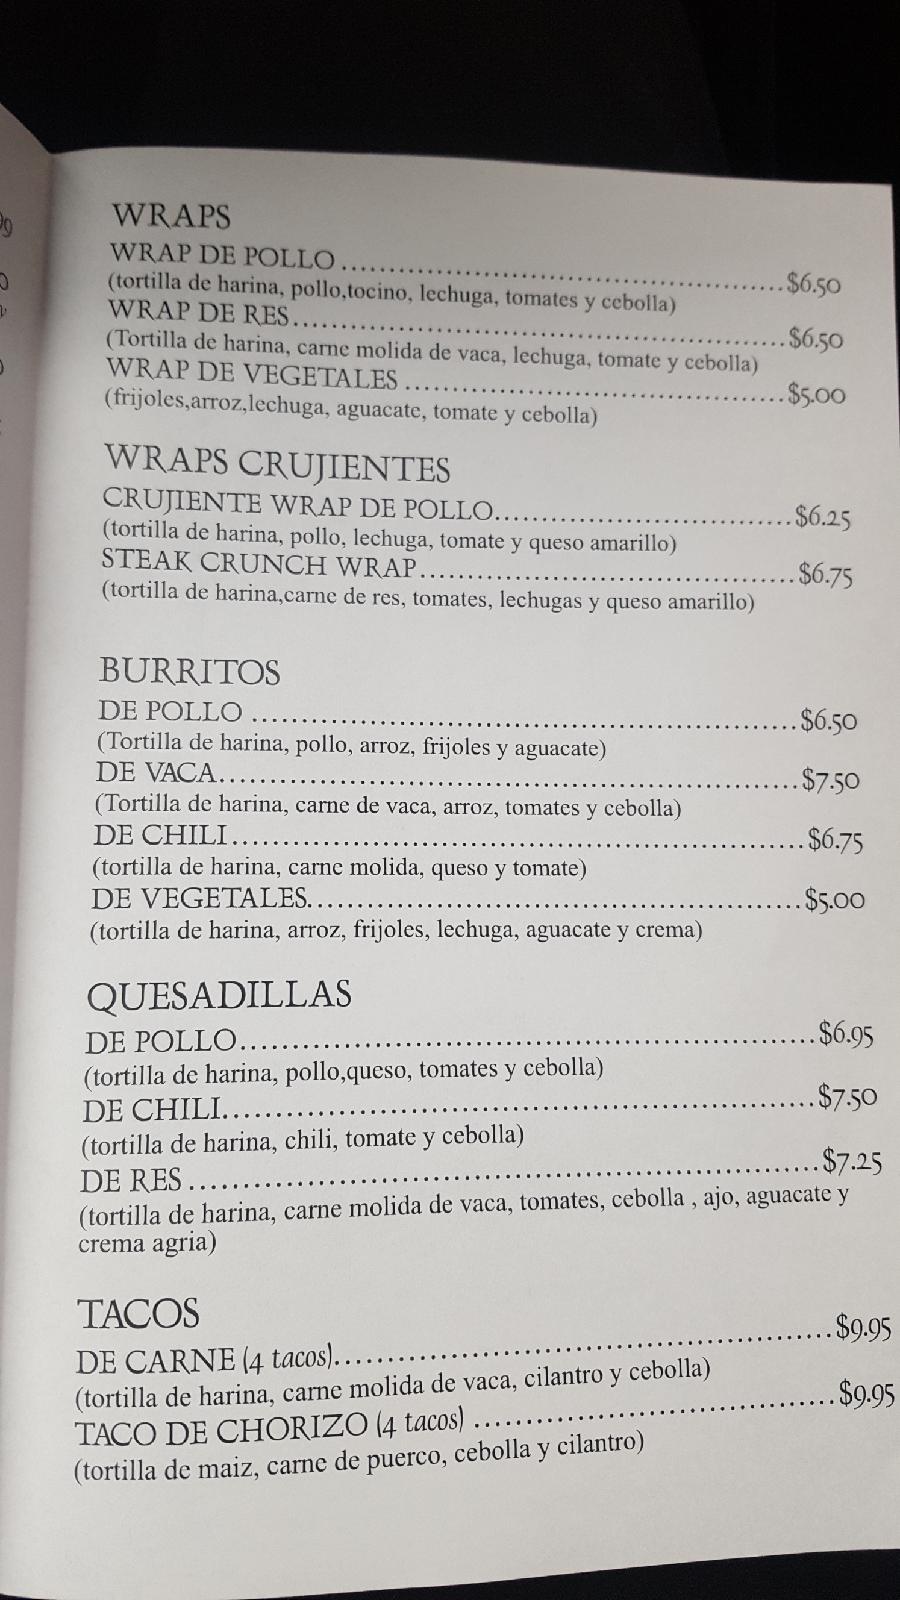 WRAPS
WRAP DE POLLO........................................................$6.50
(tortilla de harina, pollo,tocino, lechuga, tomates y cebolla)
WRAP DE RES........................................................$6.50
(Tortilla de harina, carne molida de vaca, lechuga, tomate y cebolla)
WRAP DE VEGETALES ..........................................$5.00
(frijoles,arroz,lechuga, aguacate, tomate y cebolla)
WRAPS CRUJIENTES
CRUJIENTE WRAP DE POLLO................................$6.25
(tortilla de harina, pollo, lechuga, tomate y queso amarillo)
STEAK CRUNCH WRAP.........................................$6.75
(tortilla de harina,carne de res, tomates, lechugas y queso amarillo)
BURRITOS
DE POLLO ............................................................$6.50
(Tortilla de harina, pollo, arroz, frijoles y aguacate)
DE VACA................................................................$7.50
(Tortilla de harina, carne de vaca, arroz, tomates y cebolla)
DE CHILI...............................................................$6.75
(tortilla de harina, carne molida, queso y tomate)
DE VEGETALES.....................................................$5.00
(tortilla de harina, arroz, frijoles, lechuga, aguacate y crema)
QUESADILLAS
DE POLLO..............................................................$6.95
(tortilla de harina, pollo,queso, tomates y cebolla)
DE CHILI................................................................$7.50
(tortilla de harina, chili, tomate y cebolla)
DE RES ...................................................................$7.25
(tortilla de harina, carne molida de vaca, tomates, cebolla , ajo, aguacate y
crema agria)
TACOS
DE CARNE (4 tacos)..................................................$9.95
(tortilla de harina, carne molida de vaca, cilantro y cebolla)
TACO DE CHORIZO (4 tacos) .....................................$9.95
(tortilla de maiz, carne de puerco, cebolla y cilantro)